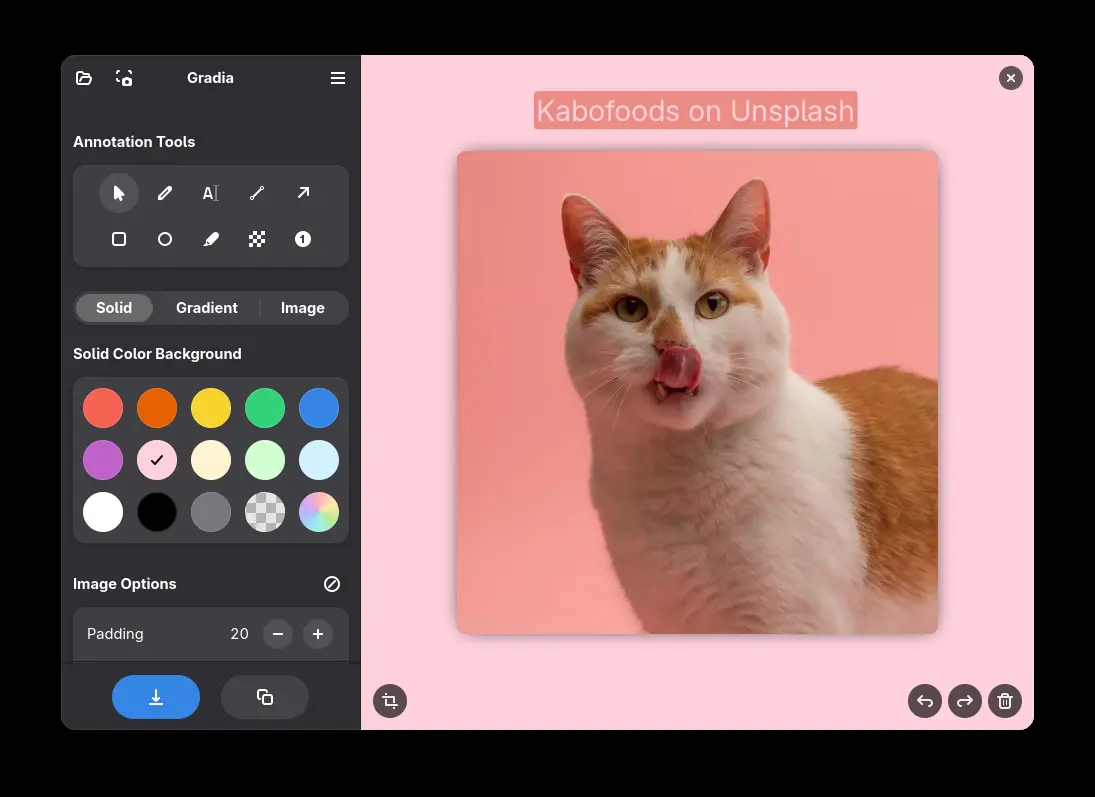 Gradia
Annotation Tools
A
1
Solid
Gradient
Image
Solid Color Background
Image Options
Padding
20
Kabofoods on Unsplash